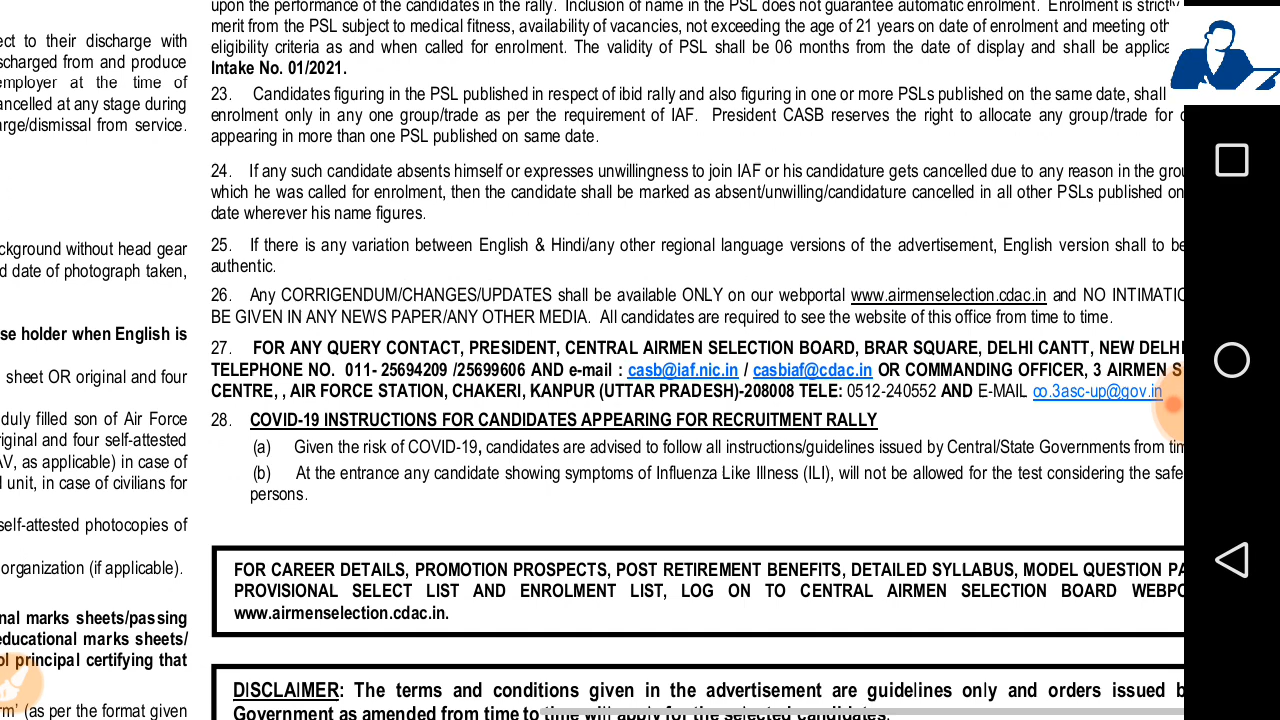 ect to their discharge with
scharged from and produce
employer at the time of
ancelled at any stage during
arge/dismissal from service.
ckground without head gear
d date of photograph taken,
se holder when English is
sheet OR original and four
duly filled son of Air Force
riginal and four self-attested
AV, as applicable) in case of
d unit, in case of civilians for
self-attested photocopies of
organization (if applicable).
nal marks sheets/passing
educational marks sheets/
ol principal certifying that
rm' (as per the format given
upon the performance of the candidates in the rally. Inclusion of name in the PSL does not guarantee automatic enrolment. Enrolment is strictly
merit from the PSL subject to medical fitness, availability of vacancies, not exceeding the age of 21 years on date of enrolment and meeting oth
eligibility criteria as and when called for enrolment. The validity of PSL shall be 06 months from the date of display and shall be applica
Intake No. 01/2021.
23. Candidates figuring in the PSL published in respect of ibid rally and also figuring in one or more PSLs published on the same date, shall
enrolment only in any one group/trade as per the requirement of IAF. President CASB reserves the right to allocate any group/trade for
appearing in more than one PSL published on same date.
24. If any such candidate absents himself or expresses unwillingness to join IAF or his candidature gets cancelled due to any reason in the grou
which he was called for enrolment, then the candidate shall be marked as absent/unwilling/candidature cancelled in all other PSLs published on
date wherever his name figures.
25. If there is any variation between English & Hindi/any other regional language versions of the advertisement, English version shall to be
authentic.
26. Any CORRIGENDUM/CHANGES/UPDATES shall be available ONLY on our webportal www.airmenselection.cdac.in and NO INTIMATIO
BE GIVEN IN ANY NEWS PAPER/ANY OTHER MEDIA. All candidates are required to see the website of this office from time to time.
27. FOR ANY QUERY CONTACT, PRESIDENT, CENTRAL AIRMEN SELECTION BOARD, BRAR SQUARE, DELHI CANTT, NEW DELHI
TELEPHONE NO. 011- 25694209 /25699606 AND e-mail : casb@iaf.nic.in / casbiaf@cdac.in OR COMMANDING OFFICER, 3 AIRMEN S
CENTRE, , AIR FORCE STATION, CHAKERI, KANPUR (UTTAR PRADESH)-208008 TELE: 0512-240552 AND E-MAIL co.3asc-up@gov.in
28. COVID-19 INSTRUCTIONS FOR CANDIDATES APPEARING FOR RECRUITMENT RALLY
(a) Given the risk of COVID-19, candidates are advised to follow all instructions/guidelines issued by Central/State Governments from tim
(b) At the entrance any candidate showing symptoms of Influenza Like Illness (ILI), will not be allowed for the test considering the safe
persons.
FOR CAREER DETAILS, PROMOTION PROSPECTS, POST RETIREMENT BENEFITS, DETAILED SYLLABUS, MODEL QUESTION PA
PROVISIONAL SELECT LIST AND ENROLMENT LIST, LOG ON TO CENTRAL AIRMEN SELECTION BOARD WEBPO
www.airmenselection.cdac.in.
DISCLAIMER: The terms and conditions given in the advertisement are guidelines only and orders issued b
Government as amended from time to time will apply for the selected candidates.